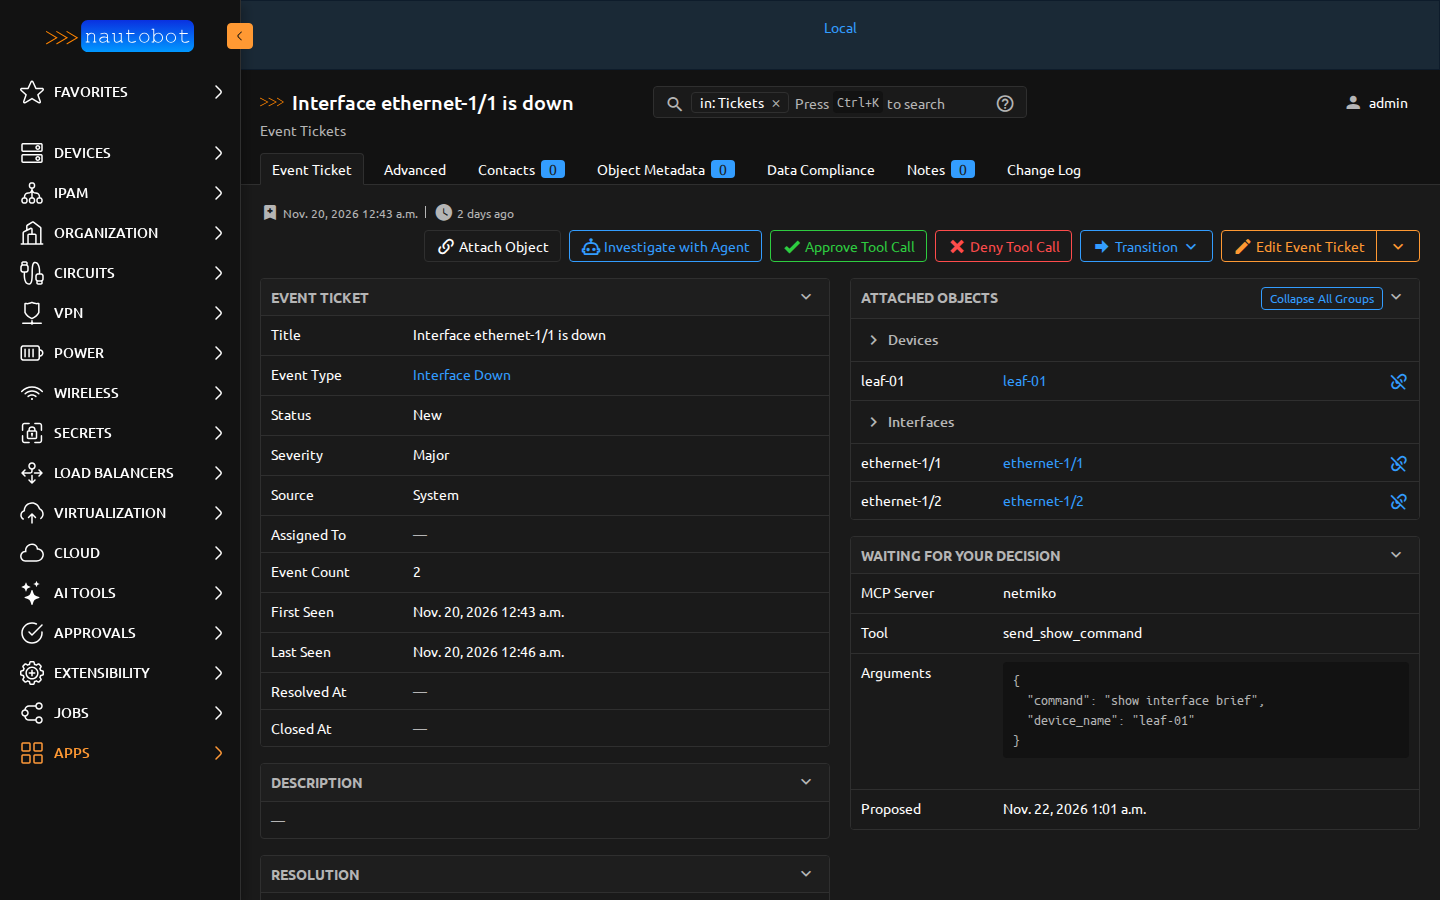 >>> nautobot
Local
FAVORITES
DEVICES
IPAM
ORGANIZATION
CIRCUITS
VPN
POWER
WIRELESS
SECRETS
LOAD BALANCERS
VIRTUALIZATION
CLOUD
AI TOOLS
APPROVALS
EXTENSIBILITY
JOBS
APPS
>>> Interface ethernet-1/1 is down
in: Tickets × Press Ctrl+K to search
admin
Event Tickets
Event Ticket Advanced Contacts 0 Object Metadata 0 Data Compliance Notes 0 Change Log
Nov. 20, 2026 12:43 a.m. | 2 days ago
Attach Object Investigate with Agent Approve Tool Call Deny Tool Call Transition Edit Event Ticket
EVENT TICKET
Title Interface ethernet-1/1 is down
Event Type Interface Down
Status New
Severity Major
Source System
Assigned To —
Event Count 2
First Seen Nov. 20, 2026 12:43 a.m.
Last Seen Nov. 20, 2026 12:46 a.m.
Resolved At —
Closed At —
DESCRIPTION
—
RESOLUTION
ATTACHED OBJECTS Collapse All Groups
Devices
leaf-01 leaf-01
Interfaces
ethernet-1/1 ethernet-1/1
ethernet-1/2 ethernet-1/2
WAITING FOR YOUR DECISION
MCP Server netmiko
Tool send_show_command
Arguments {
"command": "show interface brief",
"device_name": "leaf-01"
}
Proposed Nov. 22, 2026 1:01 a.m.